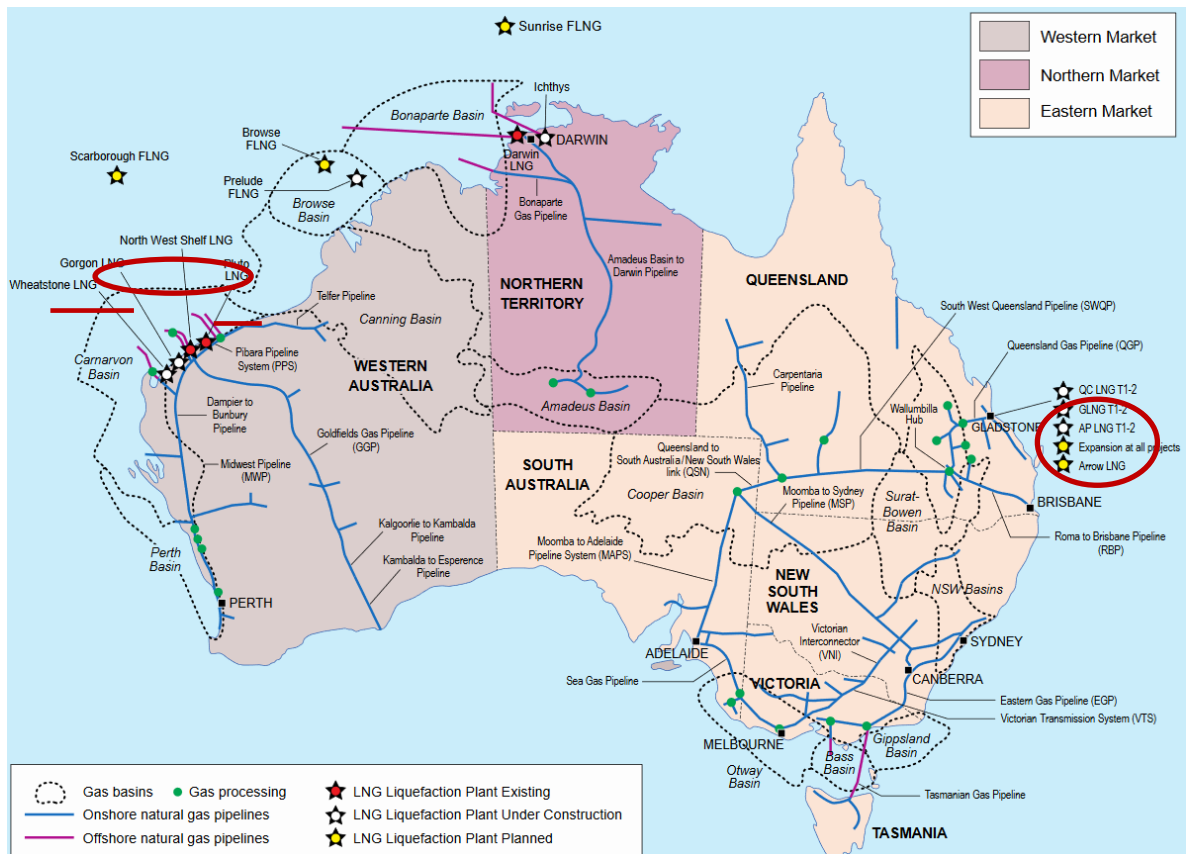 Sunrise FLNG
Western Market
Northern Market
Eastern Market
Ichthys
Bonaparte Basin
DARWIN
Darwin
LNG
Browse
FLNG
Scarborough FLNG
Prelude
FLNG
Browse
Basin
Bonaparte
Gas Pipeline
North West Shelf LNG
Gorgon LNG
Pluto
LNG
Wheatstone LNG
Telfer Pipeline
Canning Basin
Amadeus Basin to
Darwin Pipeline
NORTHERN
TERRITORY
QUEENSLAND
South West Queensland Pipeline (SWQP)
Queensland Gas Pipeline (QGP)
Carnarvon
Basin
Pibara Pipeline
System (PPS)
WESTERN
AUSTRALIA
Carpentaria
Pipeline
Amadeus Basin
Wallumbilla
Hub
QC LNG T1-2
GLNG T1-2
GLADSTONE
AP LNG T1-2
Expansion at all projects
Arrow LNG
Dampier to
Bunbury
Pipeline
Goldfields Gas Pipeline
(GGP)
Midwest Pipeline
(MWP)
SOUTH
AUSTRALIA
Queensland to
South Australia/New South Wales
link (QSN)
Cooper Basin
Moomba to Sydney
Pipeline (MSP)
Surat-
Bowen
Basin
BRISBANE
Roma to Brisbane Pipeline
(RBP)
Kalgoorlie to Kambalda
Pipeline
Kambalda to Esperence
Pipeline
Perth
Basin
PERTH
Moomba to Adelaide
Pipeline System (MAPS)
NEW
SOUTH
WALES
NSW Basins
Victorian
Interconnector
(VNI)
SYDNEY
ADELAIDE
CANBERRA
Sea Gas Pipeline
VICTORIA
Eastern Gas Pipeline (EGP)
Victorian Transmission System (VTS)
MELBOURNE
Gippsland
Basin
Bass
Basin
Otway
Basin
Tasmanian Gas Pipeline
TASMANIA
Gas basins
Gas processing
LNG Liquefaction Plant Existing
Onshore natural gas pipelines
LNG Liquefaction Plant Under Construction
Offshore natural gas pipelines
LNG Liquefaction Plant Planned